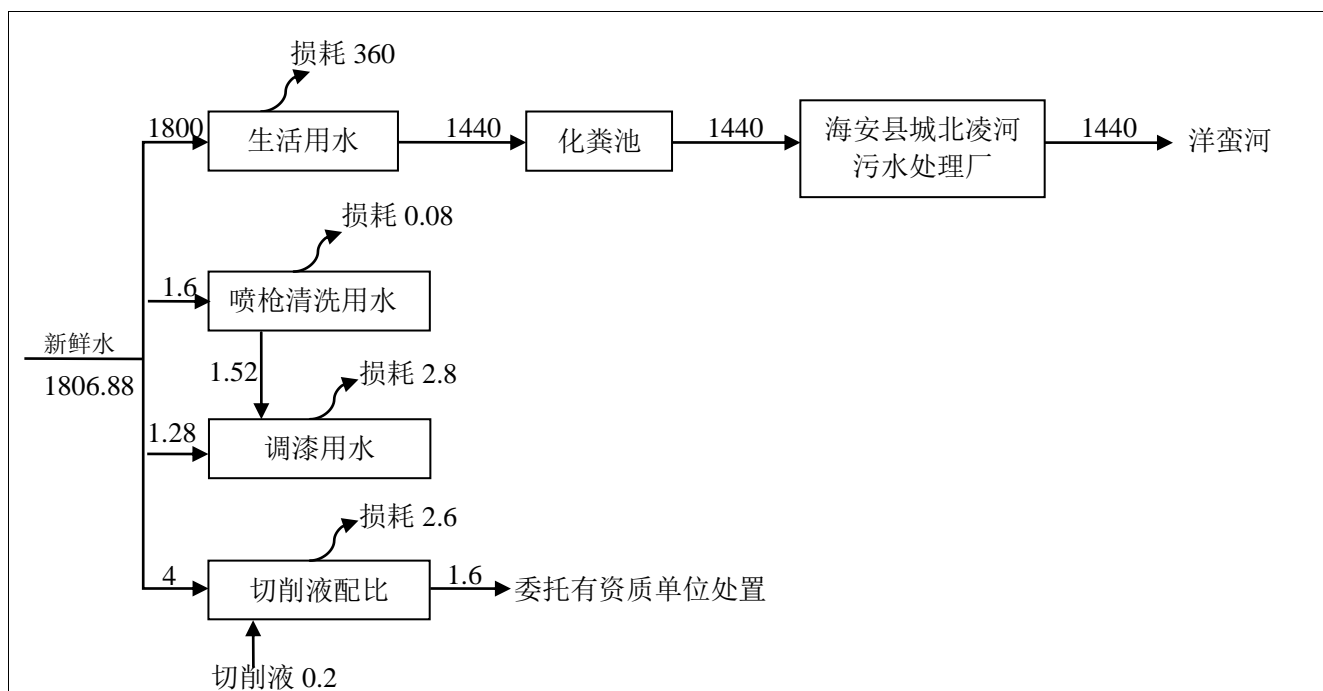 损耗 360
1800
生活用水
1440
化粪池
1440
海安县城北凌河
污水处理厂
1440
洋蛮河
损耗 0.08
1.6
喷枪清洗用水
新鲜水
1806.88
1.52
损耗 2.8
1.28
调漆用水
损耗 2.6
4
切削液配比
1.6
委托有资质单位处置
切削液 0.2